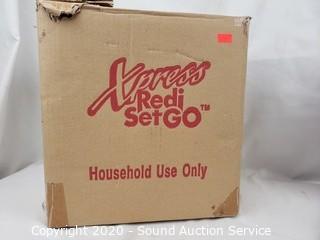 Xpress
Redi
SetGO™
Household Use Only
Copyright 2020 - Sound Auction Service